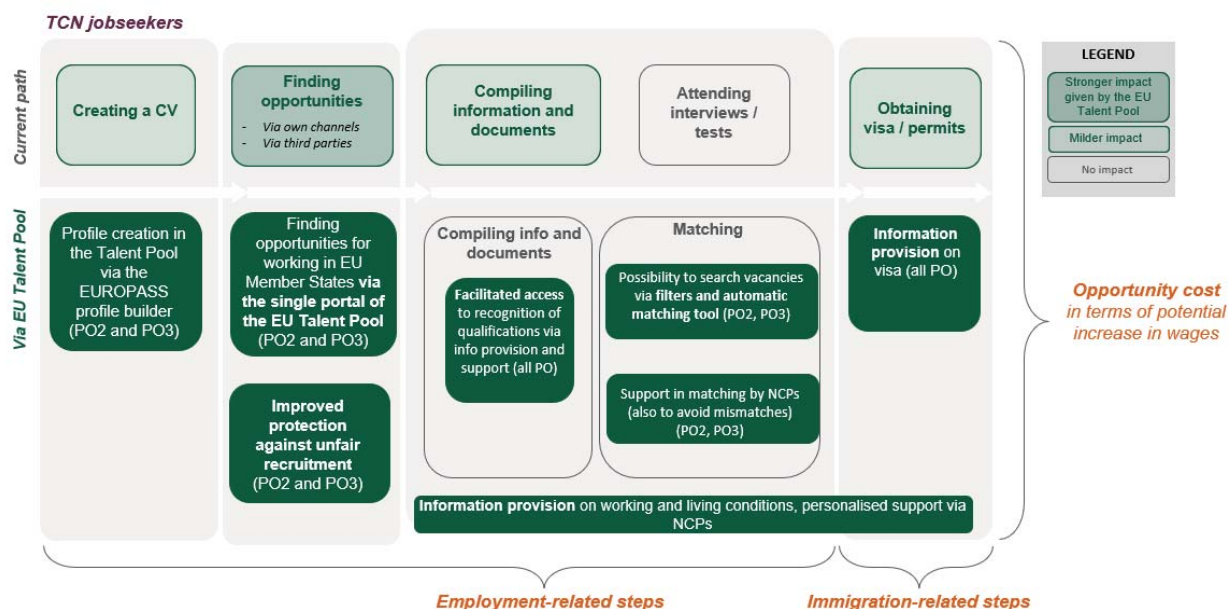 TCN jobseekers
Current path
Creating a CV
Finding
opportunities
- Via own channels
- Via third parties
Compiling
information and
documents
Attending
interviews /
tests
Obtaining
visa / permits
LEGEND
Stronger impact
given by the EU
Talent Pool
Milder impact
No impact
Via EU Talent Pool
Profile creation in
the Talent Pool
via the
EUROPASS
profile builder
(PO2 and PO3)
Finding
opportunities for
working in EU
Member States via
the single portal of
the EU Talent Pool
(PO2 and PO3)
Improved
protection
against unfair
recruitment
(PO2 and PO3)
Compiling info and
documents
Facilitated access
to recognition of
qualifications via
info provision and
support (all PO)
Matching
Possibility to search vacancies
via filters and automatic
matching tool (PO2, PO3)
Support in matching by NCPs
(also to avoid mismatches)
(PO2, PO3)
Information
provision on
visa (all PO)
Information provision on working and living conditions, personalised support via
NCPs
Opportunity cost
in terms of potential
increase in wages
Employment-related steps
Immigration-related steps